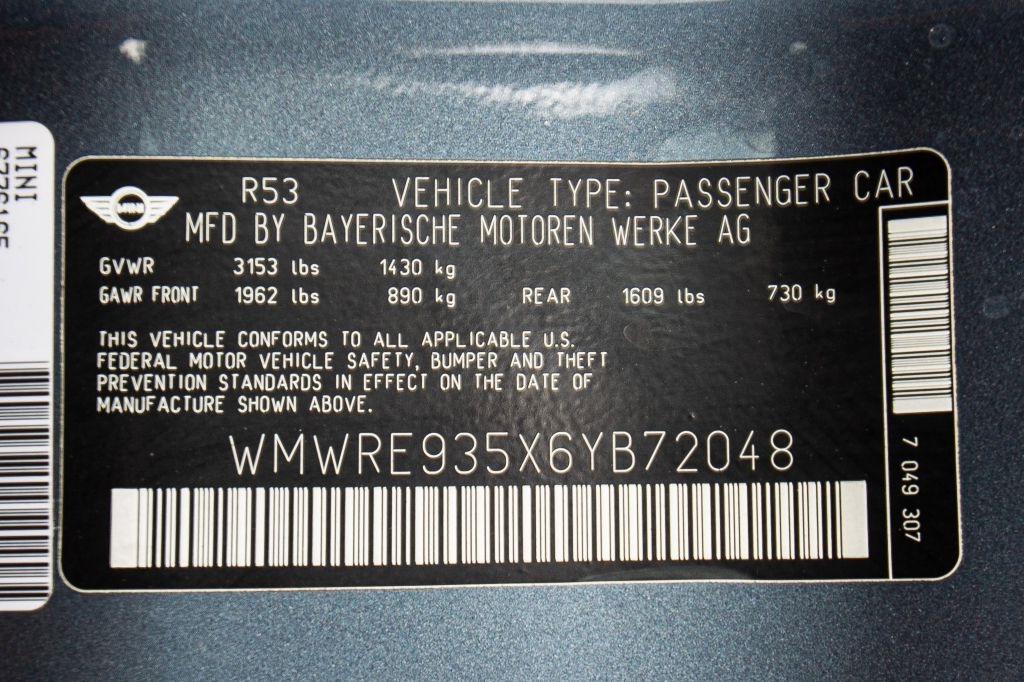 R53 VEHICLE TYPE: PASSENGER CAR
MFD BY BAYERISCHE MOTOREN WERKE AG
GVWR 3153 lbs 1430 kg
GAWR FRONT 1962 lbs 890 kg REAR 1609 lbs 730 kg
THIS VEHICLE CONFORMS TO ALL APPLICABLE U.S.
FEDERAL MOTOR VEHICLE SAFETY, BUMPER AND THEFT
PREVENTION STANDARDS IN EFFECT ON THE DATE OF
MANUFACTURE SHOWN ABOVE.
WMWRE935X6YB72048
7 049 307
MINI